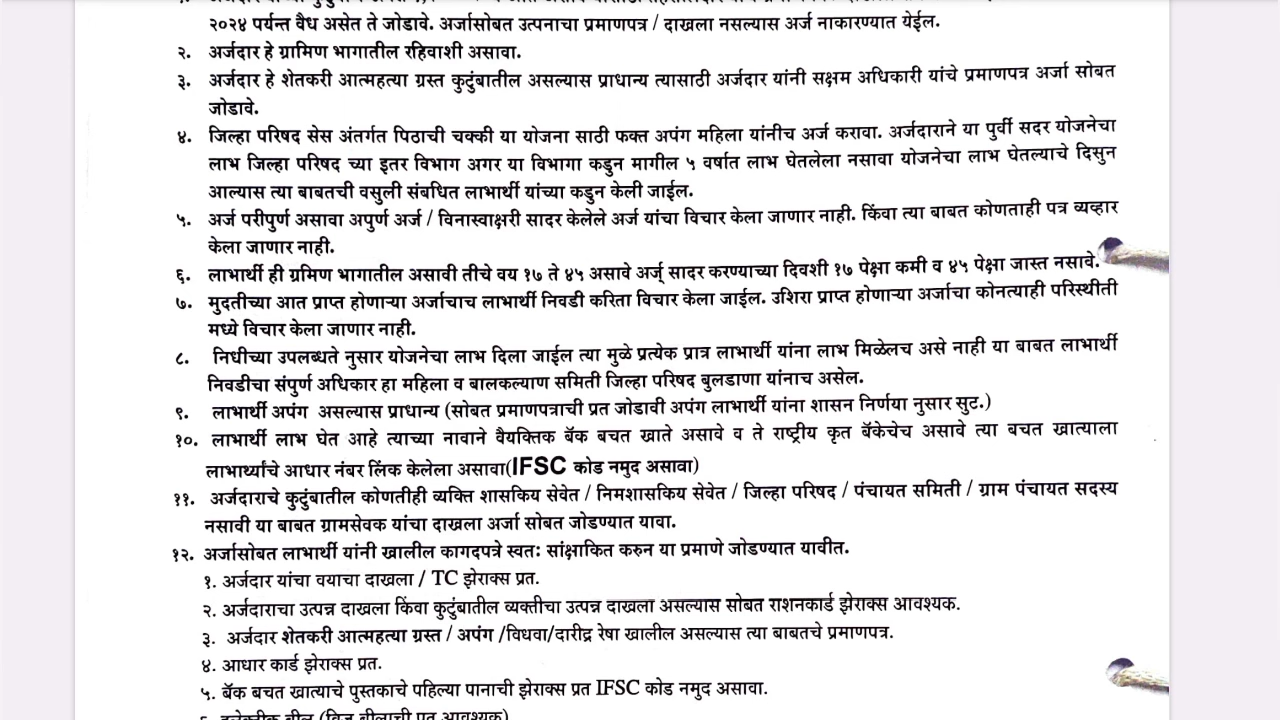 २०२४ पर्यन्त वैध असेत ते जोडावे. अर्जासोबत उत्पनाचा प्रमाणपत्र / दाखला नसल्यास अर्ज नाकारण्यात येईल.
२. अर्जदार हे ग्रामिण भागातील रहिवाशी असावा.
३. अर्जदार हे शेतकरी आत्महत्या ग्रस्त कुटुंबातील असल्यास प्राधान्य त्यासाठी अर्जदार यांनी सक्षम अधिकारी यांचे प्रमाणपत्र अर्जा सोबत
जोडावे.
४. जिल्हा परिषद सेस अंतर्गत पिठाची चक्की या योजना साठी फक्त अपंग महिला यांनीच अर्ज करावा. अर्जदाराने या पुर्वी सदर योजनेचा
लाभ जिल्हा परिषद च्या इतर विभाग अगर या विभागा कडुन मागील ५ वर्षात लाभ घेतलेला नसावा योजनेचा लाभ घेतल्याचे दिसुन
आल्यास त्या बाबतची वसुली संबधित लाभार्थी यांच्या कडुन केली जाईल.
५. अर्ज परीपुर्ण असावा अपुर्ण अर्ज / विनास्वाक्षरी सादर केलेले अर्ज यांचा विचार केला जाणार नाही. किंवा त्या बाबत कोणताही पत्र व्यव्हार
केला जाणार नाही.
६. लाभार्थी ही ग्रमिण भागातील असावी तीचे वय १७ ते ४५ असावे अर्ज् सादर करण्याच्या दिवशी १७ पेक्षा कमी व ४५ पेक्षा जास्त नसावे.
७. मुदतीच्या आत प्राप्त होणाऱ्या अर्जाचाच लाभार्थी निवडी करिता विचार केला जाईल. उशिरा प्राप्त होणाऱ्या अर्जाचा कोनत्याही परिस्थीती
मध्ये विचार केला जाणार नाही.
८. निधीच्या उपलब्धते नुसार योजनेचा लाभ दिला जाईल त्या मुळे प्रत्येक प्रात्र लाभार्थी यांना लाभ मिळेलच असे नाही या बाबत लाभार्थी
निवडीचा संपुर्ण अधिकार हा महिला व बालकल्याण समिती जिल्हा परिषद बुलडाणा यांनाच असेल.
९. लाभार्थी अपंग असल्यास प्राधान्य (सोबत प्रमाणपत्राची प्रत जोडावी अपंग लाभार्थी यांना शासन निर्णया नुसार सुट.)
१०. लाभार्थी लाभ घेत आहे त्याच्या नावाने वैयक्तिक बॅक बचत खाते असावे व ते राष्ट्रीय कृत बॅकेचेच असावे त्या बचत खात्याला
लाभार्थ्यांचे आधार नंबर लिंक केलेला असावा(IFSC कोड नमुद असावा)
११. अर्जदाराचे कुटुंबातील कोणतीही व्यक्ति शासकिय सेवेत / निमशासकिय सेवेत / जिल्हा परिषद / पंचायत समिती / ग्राम पंचायत सदस्य
नसावी या बाबत ग्रामसेवक यांचा दाखला अर्जा सोबत जोडण्यात यावा.
१२. अर्जासोबत लाभार्थी यांनी खालील कागदपत्रे स्वतः सांक्षाकित करुन या प्रमाणे जोडण्यात यावीत.
१. अर्जदार यांचा वयाचा दाखला / TC झेराक्स प्रत.
२. अर्जदाराचा उत्पन्न दाखला किंवा कुटुंबातील व्यक्तीचा उत्पन्न दाखला असल्यास सोबत राशनकार्ड झेराक्स आवश्यक.
३. अर्जदार शेतकरी आत्महत्या ग्रस्त / अपंग /विधवा/दारीद्र रेषा खालील असल्यास त्या बाबतचे प्रमाणपत्र.
४. आधार कार्ड झेराक्स प्रत.
५. बॅक बचत खात्याचे पुस्तकाचे पहिल्या पानाची झेराक्स प्रत IFSC कोड नमुद असावा.